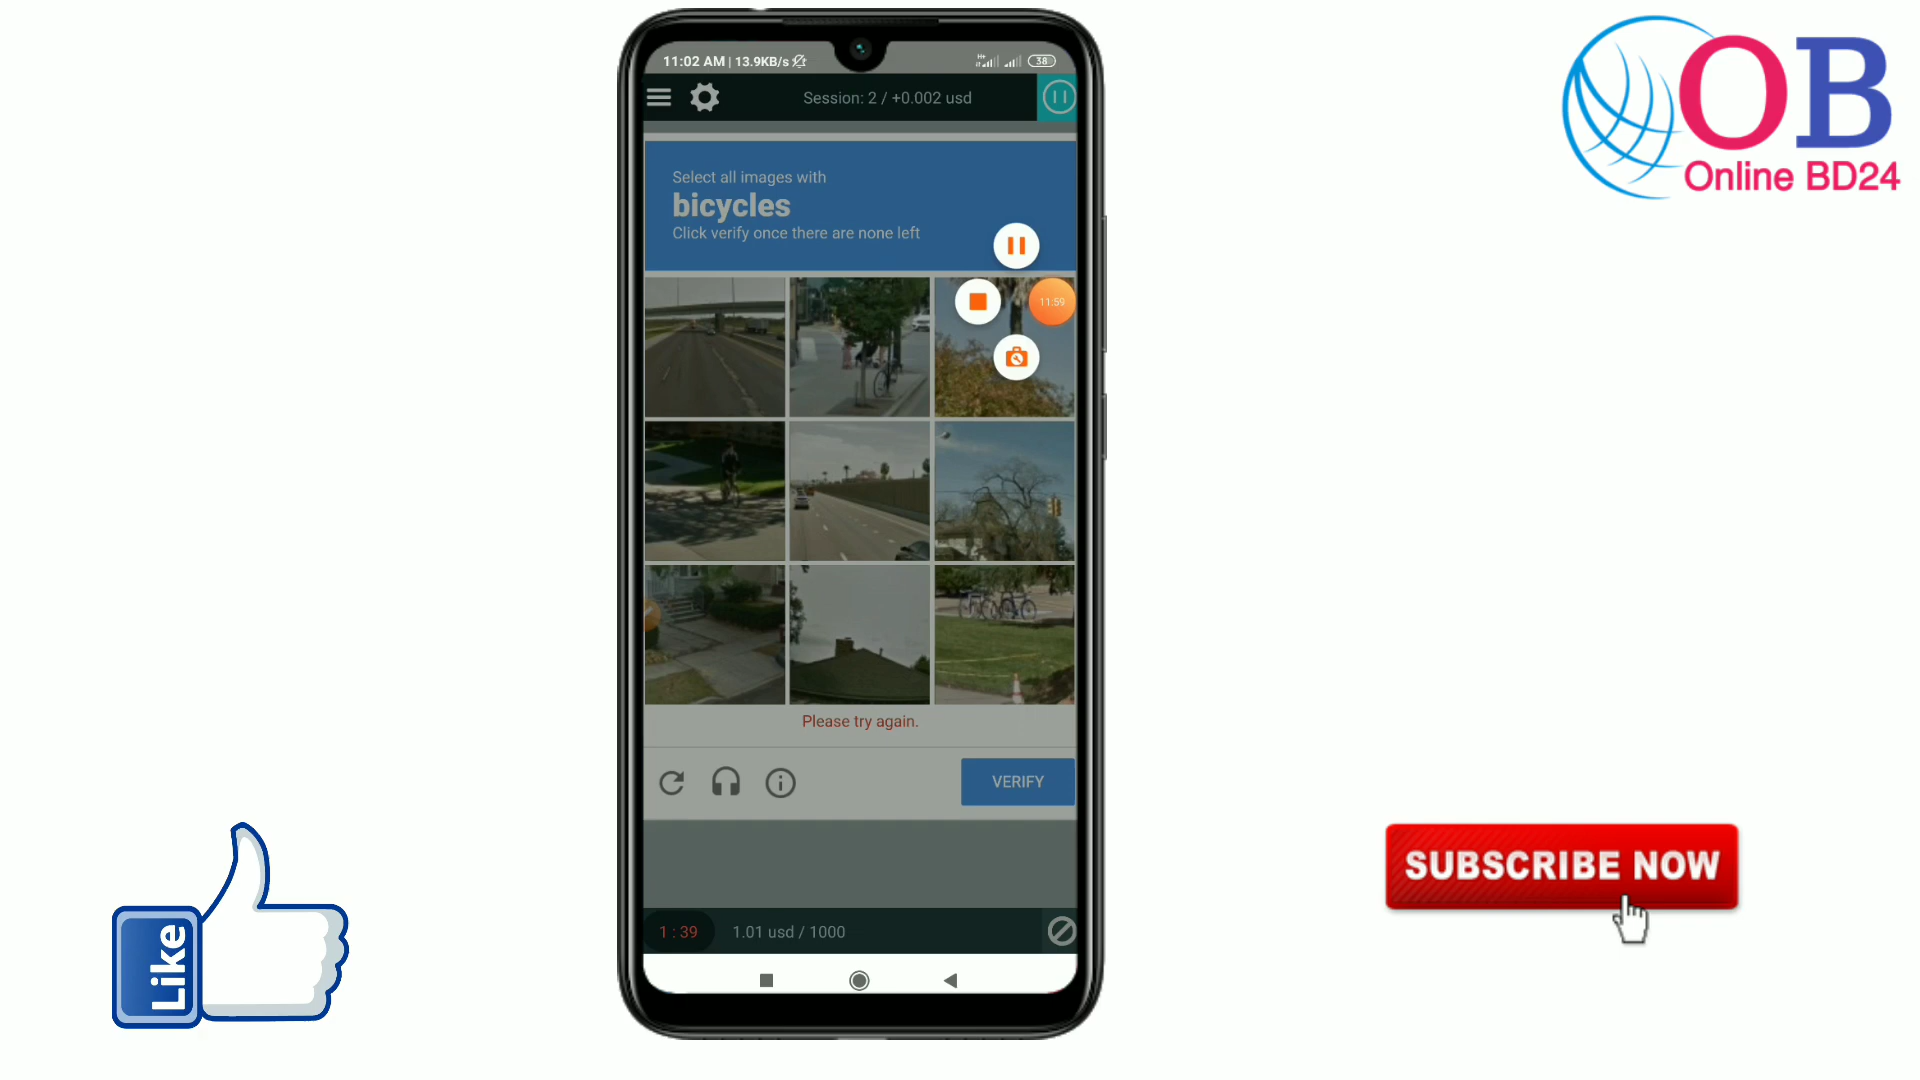 11:02 AM | 13.9KB/s
38
Session: 2 / +0.002 usd
Select all images with
bicycles
Click verify once there are none left
11:59
Please try again.
VERIFY
1 : 39
1.01 usd / 1000
OB
Online BD24
Like
SUBSCRIBE NOW